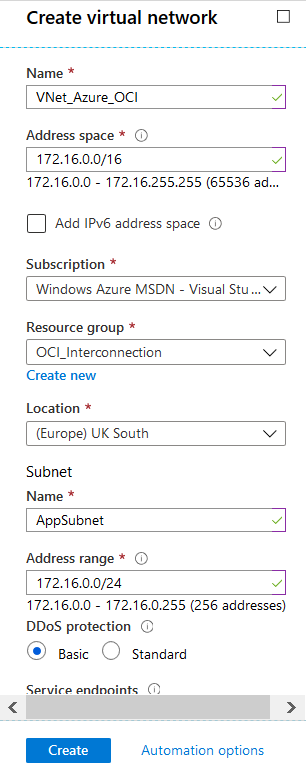 Create virtual network
Name *
VNet_Azure_OCI
Address space *
172.16.0.0/16
172.16.0.0 - 172.16.255.255 (65536 ad...
Add IPv6 address space
Subscription *
Windows Azure MSDN - Visual Stu ...
Resource group *
OCI_Interconnection
Create new
Location *
(Europe) UK South
Subnet
Name *
AppSubnet
Address range *
172.16.0.0/24
172.16.0.0 - 172.16.0.255 (256 addresses)
DDoS protection
Basic Standard
Service endpoints
Create Automation options